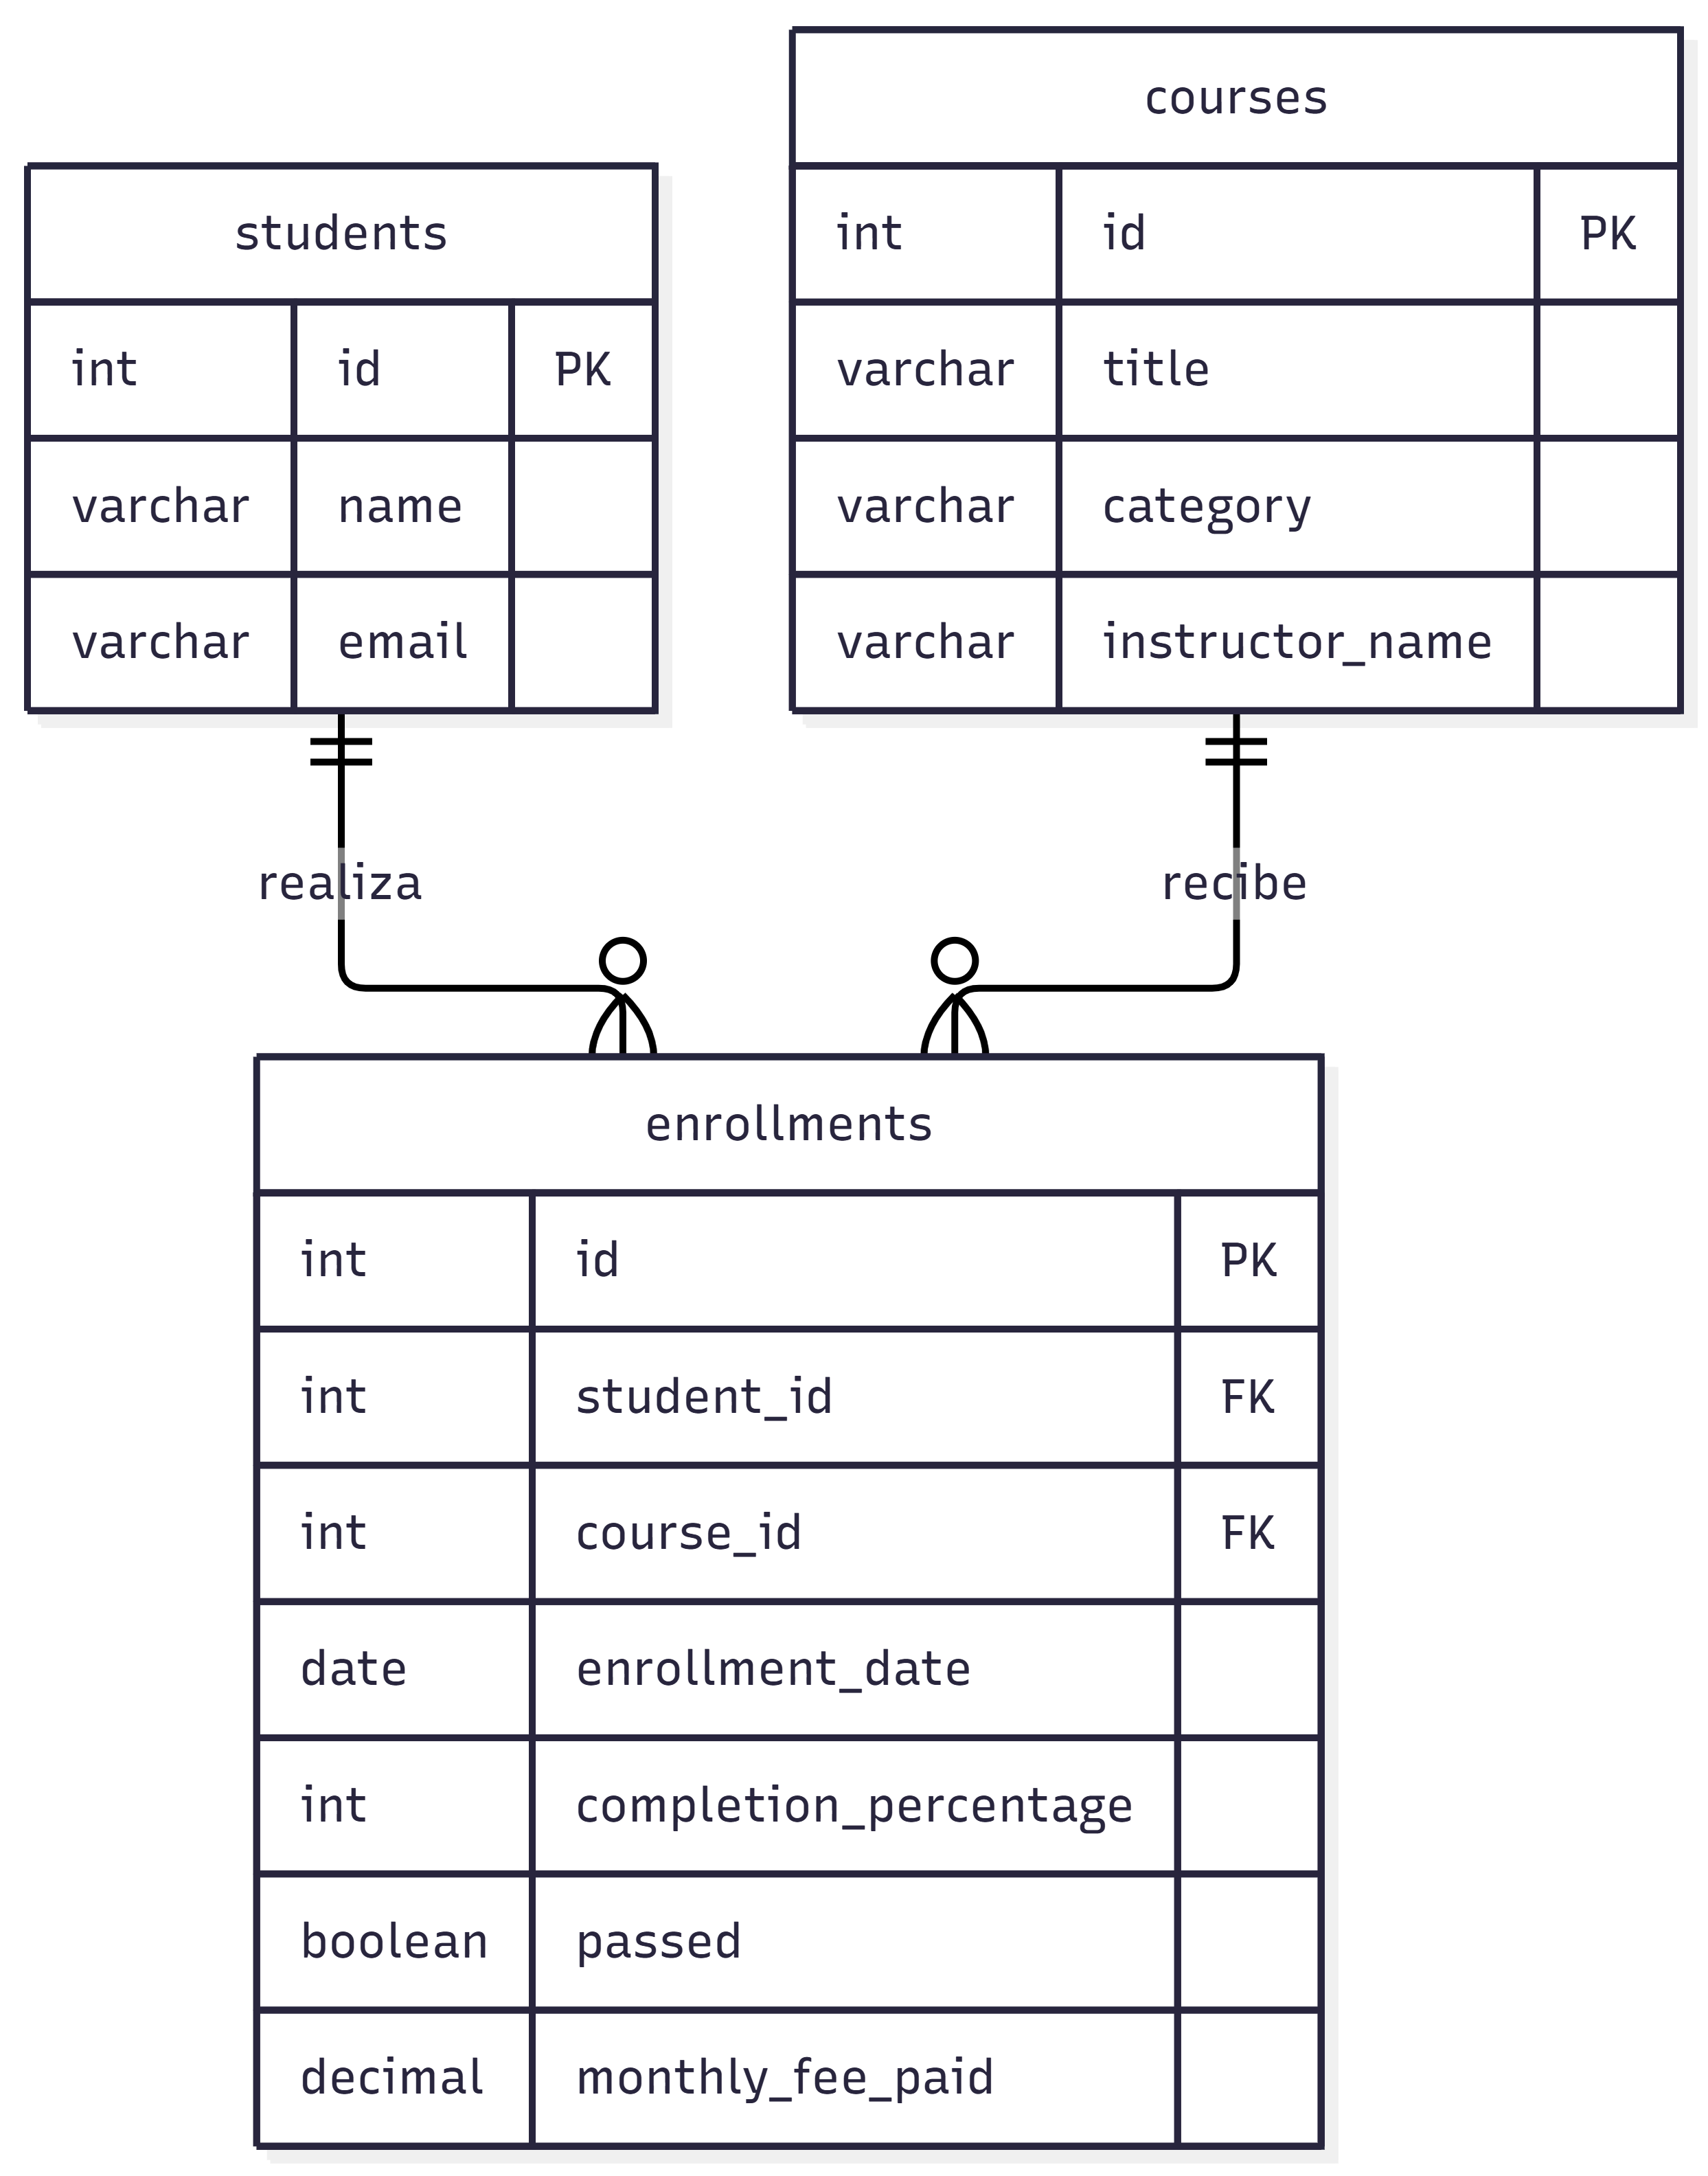 students
int id PK
varchar name
varchar email
courses
int id PK
varchar title
varchar category
varchar instructor_name
realiza
recibe
enrollments
int id PK
int student_id FK
int course_id FK
date enrollment_date
int completion_percentage
boolean passed
decimal monthly_fee_paid